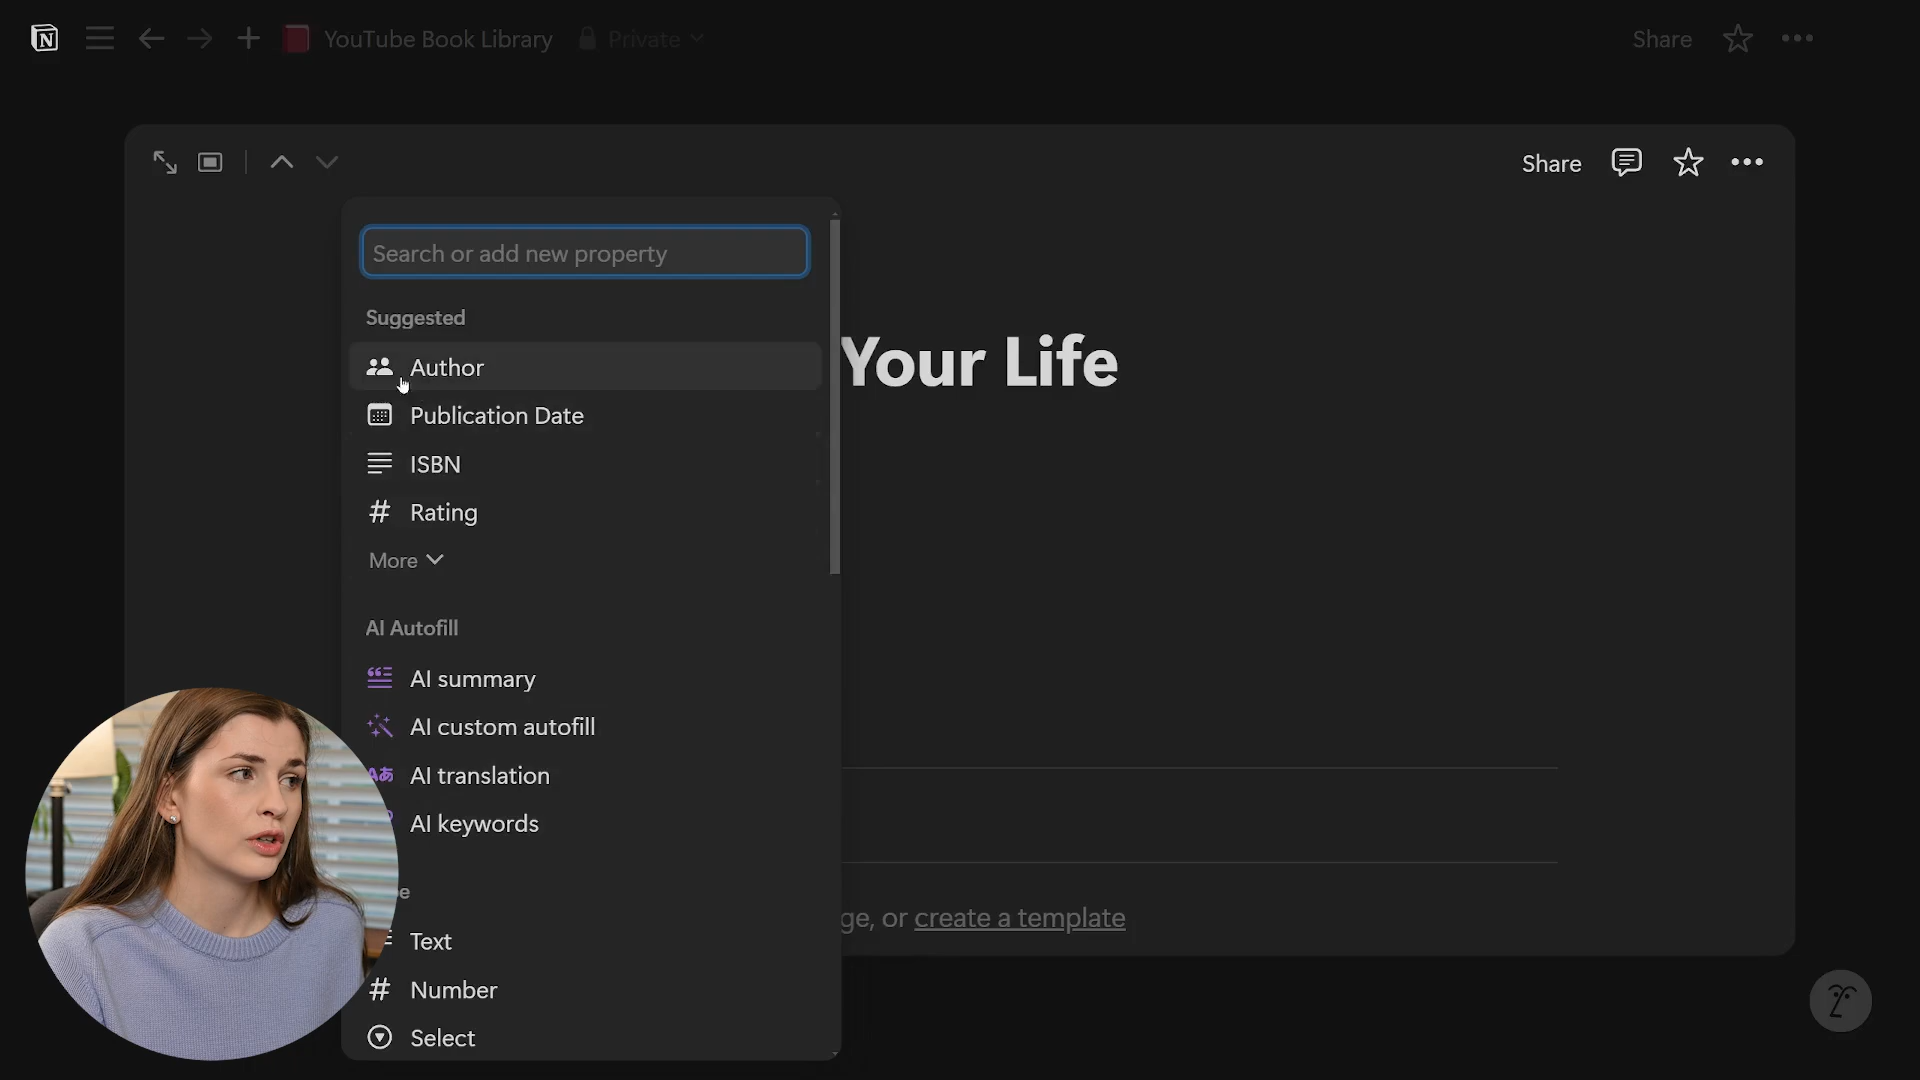 YouTube Book Library Private
Share
Share
Search or add new property
Suggested
Author
Your Life
Publication Date
ISBN
Rating
More
AI Autofill
AI summary
AI custom autofill
AI translation
AI keywords
ge, or create a template
Text
Number
Select